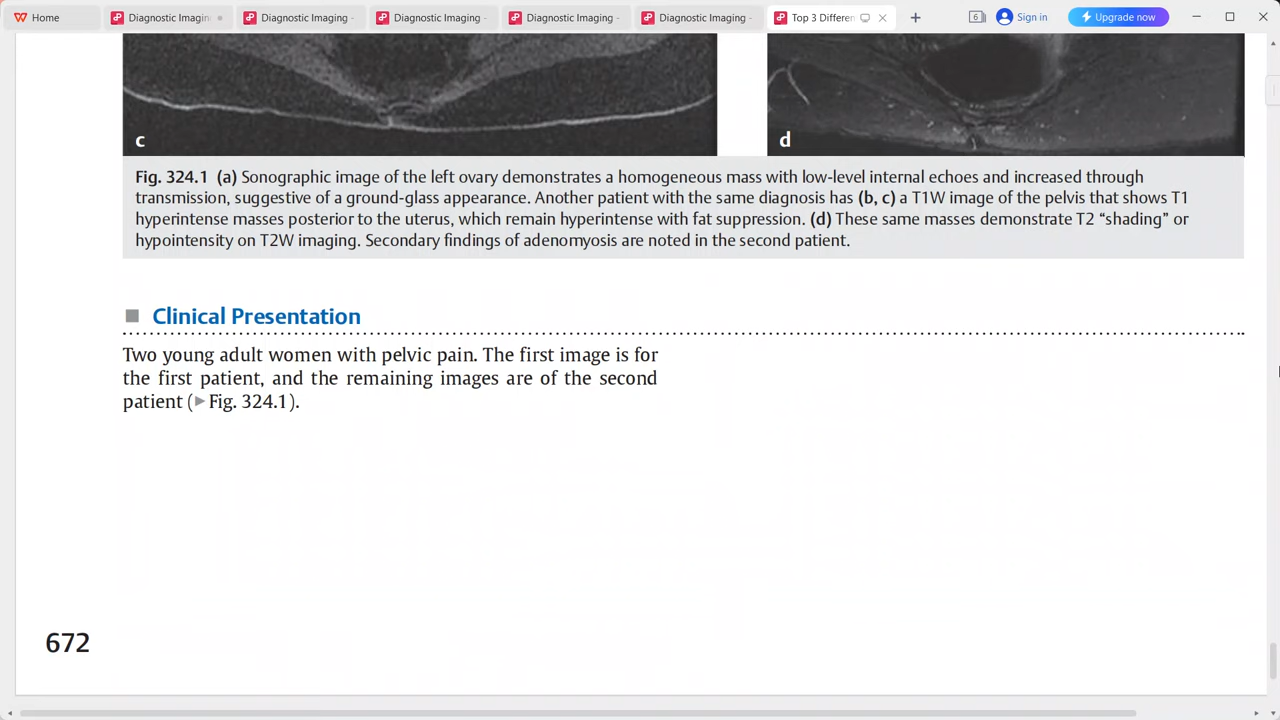 Home
Diagnostic Imagin
Diagnostic Imaging -
Diagnostic Imaging -
Diagnostic Imaging -
Diagnostic Imaging -
Top 3 Differen
6
Sign in
Upgrade now
c
d
Fig. 324.1 (a) Sonographic image of the left ovary demonstrates a homogeneous mass with low-level internal echoes and increased through
transmission, suggestive of a ground-glass appearance. Another patient with the same diagnosis has (b, c) a T1W image of the pelvis that shows T1
hyperintense masses posterior to the uterus, which remain hyperintense with fat suppression. (d) These same masses demonstrate T2 “shading” or
hypointensity on T2W imaging. Secondary findings of adenomyosis are noted in the second patient.
Clinical Presentation
Two young adult women with pelvic pain. The first image is for
the first patient, and the remaining images are of the second
patient (▶ Fig. 324.1).
672